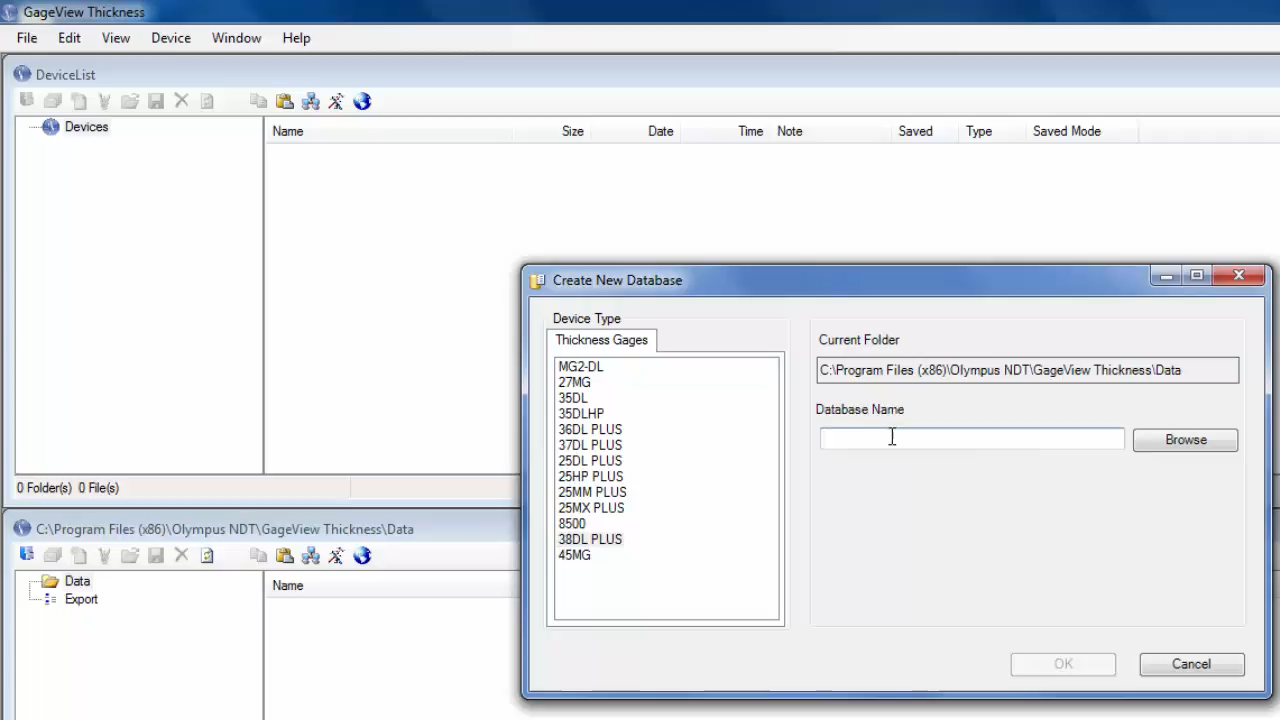 GageView Thickness
File Edit View Device Window Help
DeviceList
Devices
Name Size Date Time Note Saved Type Saved Mode
0 Folder(s) 0 File(s)
C:\Program Files (x86)\Olympus NDT\GageView Thickness\Data
Data
Export
Name
Create New Database
Device Type
Thickness Gages
MG2-DL
27MG
35DL
35DLHP
36DL PLUS
37DL PLUS
25DL PLUS
25HP PLUS
25MM PLUS
25MX PLUS
8500
38DL PLUS
45MG
Current Folder
C:\Program Files (x86)\Olympus NDT\GageView Thickness\Data
Database Name
Browse
OK Cancel